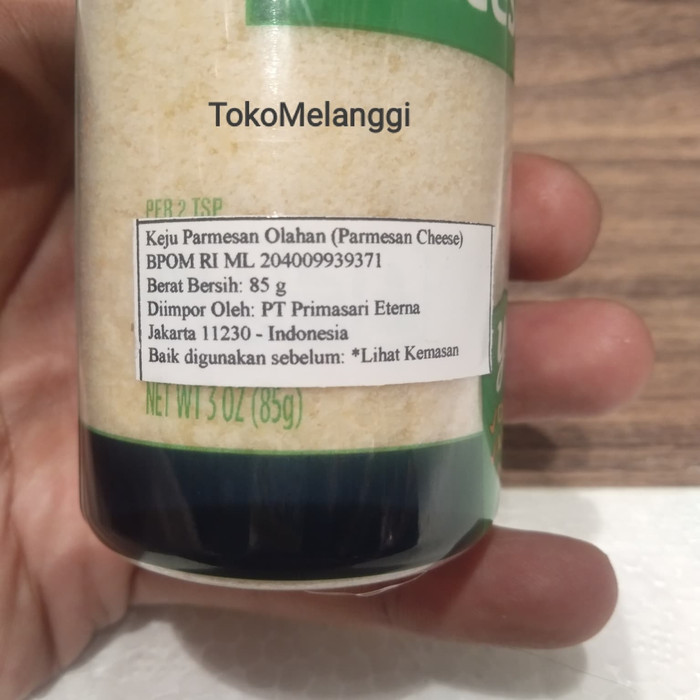 TokoMelanggi
PER 2 TSP
Keju Parmesan Olahan (Parmesan Cheese)
BPOM RI ML 204009939371
Berat Bersih: 85 g
Diimpor Oleh: PT Primasari Eterna
Jakarta 11230 - Indonesia
Baik digunakan sebelum: *Lihat Kemasan
NET WT 3 OZ (85g)